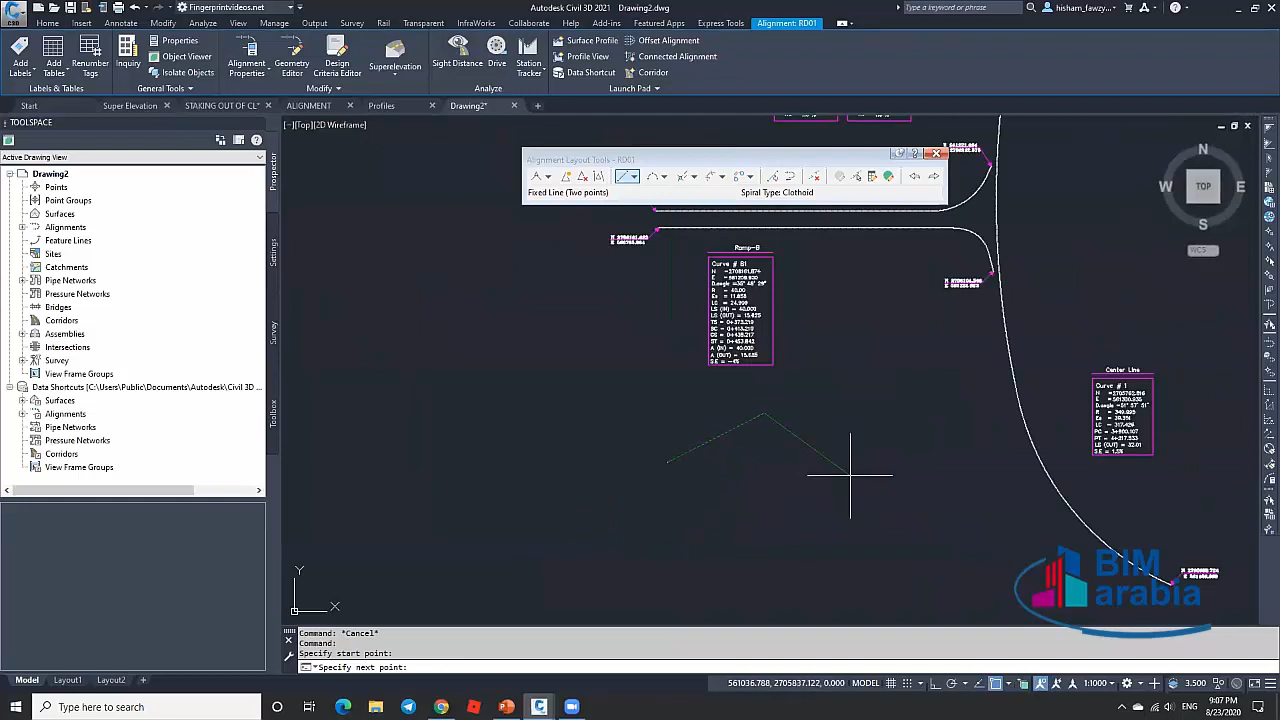 Fingerprintvideos.net
Autodesk Civil 3D 2021 Drawing2.dwg
Type a keyword or phrase
hisham_fawzy...
Home Insert Annotate Modify Analyze View Manage Output Survey Rail Transparent InfraWorks Collaborate Help Add-ins Featured Apps Express Tools Alignment: RD01
Add Labels
Add Tables
Renumber Tags
Labels & Tables
Inquiry
Properties
Object Viewer
Isolate Objects
General Tools
Alignment Properties
Geometry Editor
Design Criteria Editor
Superelevation
Modify
Sight Distance
Drive
Station Tracker
Analyze
Surface Profile
Profile View
Data Shortcut
Offset Alignment
Connected Alignment
Corridor
Launch Pad
Start
Super Elevation
STAKING OUT OF CL*
ALIGNMENT
Profiles
Drawing2*
TOOLSPACE
Active Drawing View
Drawing2
Points
Point Groups
Surfaces
Alignments
Feature Lines
Sites
Catchments
Pipe Networks
Pressure Networks
Bridges
Corridors
Assemblies
Intersections
Survey
View Frame Groups
Data Shortcuts [C:\Users\Public\Documents\Autodesk\Civil 3D ...
Surfaces
Alignments
Pipe Networks
Pressure Networks
Corridors
View Frame Groups
Prospector
Settings
Survey
Toolbox
[−][Top][2D Wireframe]
Alignment Layout Tools - RD01
Fixed Line (Two points)
Spiral Type: Clothoid
N
W TOP E
S
WCS
Ramp-B
Curve # B1
R = 40.00
Center Line
Curve # 1
S.E = 1.5%
Y
X
BIM
arabia
Command: *Cancel*
Command:
Specify start point:
Specify next point:
Model Layout1 Layout2
561036.788, 2705837.122, 0.000 MODEL
1:1000
3.500
Type here to search
ENG
9:07 PM
8/23/2020